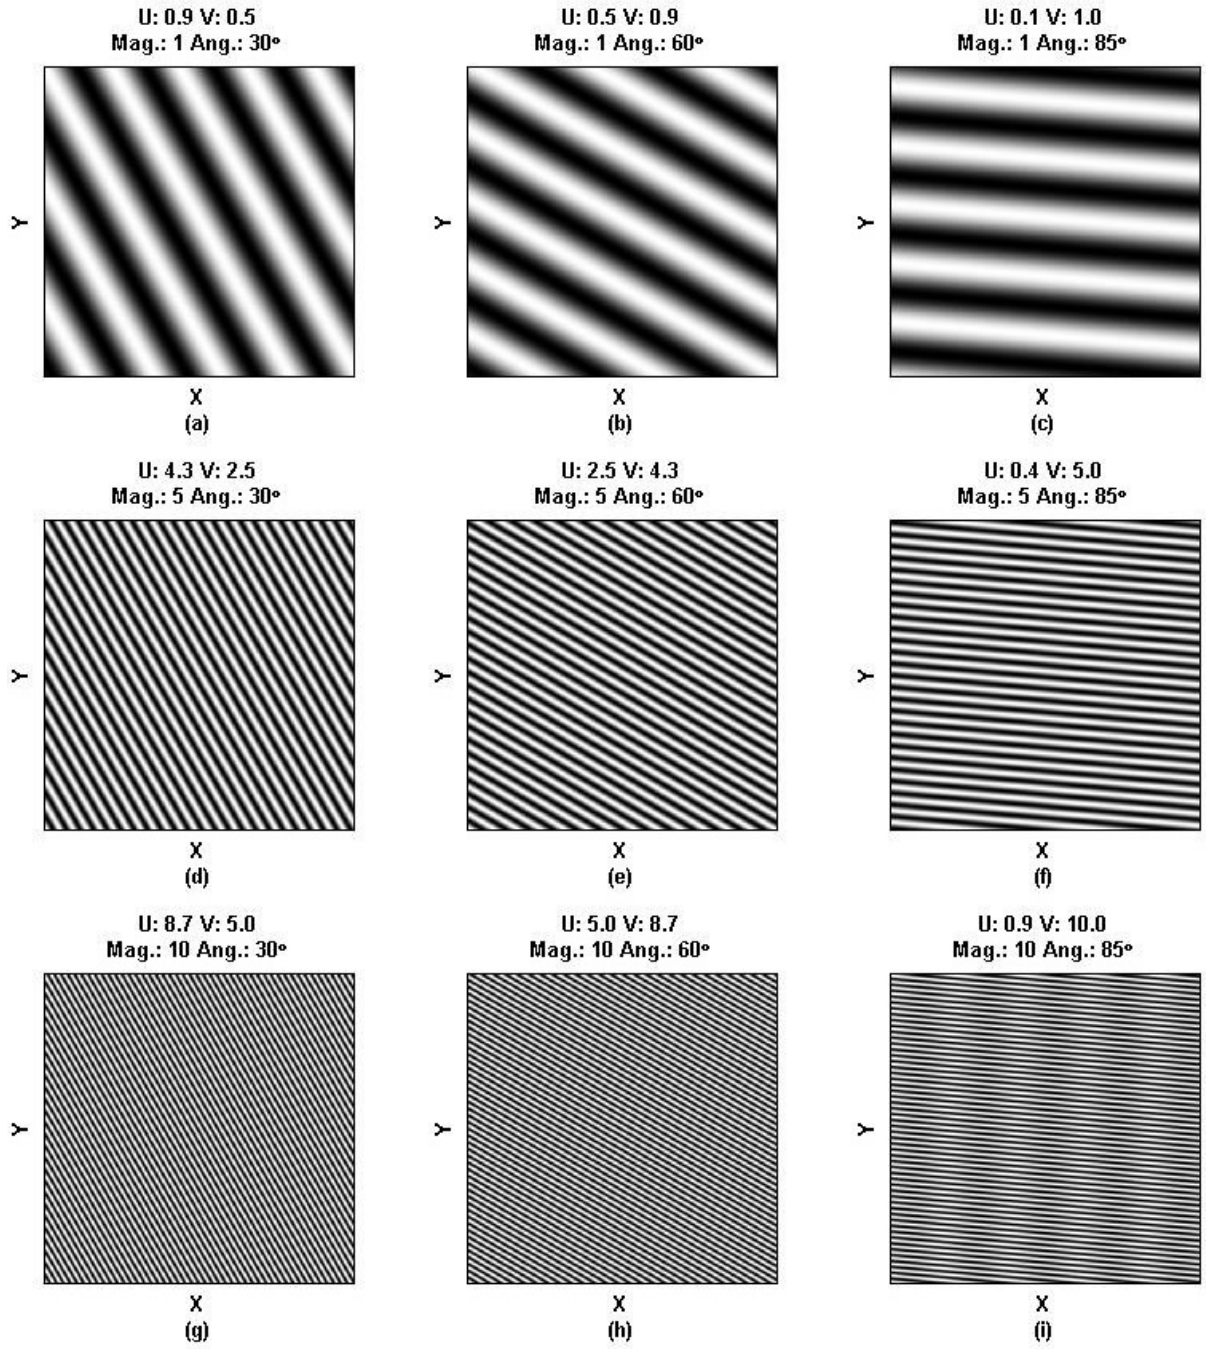 U: 0.9 V: 0.5
Mag.: 1 Ang.: 30°
Y
X
(a)
U: 0.5 V: 0.9
Mag.: 1 Ang.: 60°
Y
X
(b)
U: 0.1 V: 1.0
Mag.: 1 Ang.: 85°
Y
X
(c)
U: 4.3 V: 2.5
Mag.: 5 Ang.: 30°
Y
X
(d)
U: 2.5 V: 4.3
Mag.: 5 Ang.: 60°
Y
X
(e)
U: 0.4 V: 5.0
Mag.: 5 Ang.: 85°
Y
X
(f)
U: 8.7 V: 5.0
Mag.: 10 Ang.: 30°
Y
X
(g)
U: 5.0 V: 8.7
Mag.: 10 Ang.: 60°
Y
X
(h)
U: 0.9 V: 10.0
Mag.: 10 Ang.: 85°
Y
X
(i)